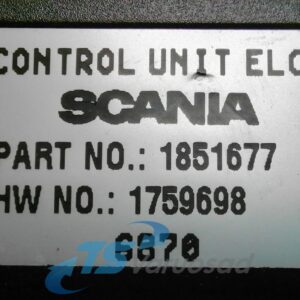 CONTROL UNIT ELC
SCANIA
PART NO.: 1851677
HW NO.: 1759698
6870
TS Varuosad